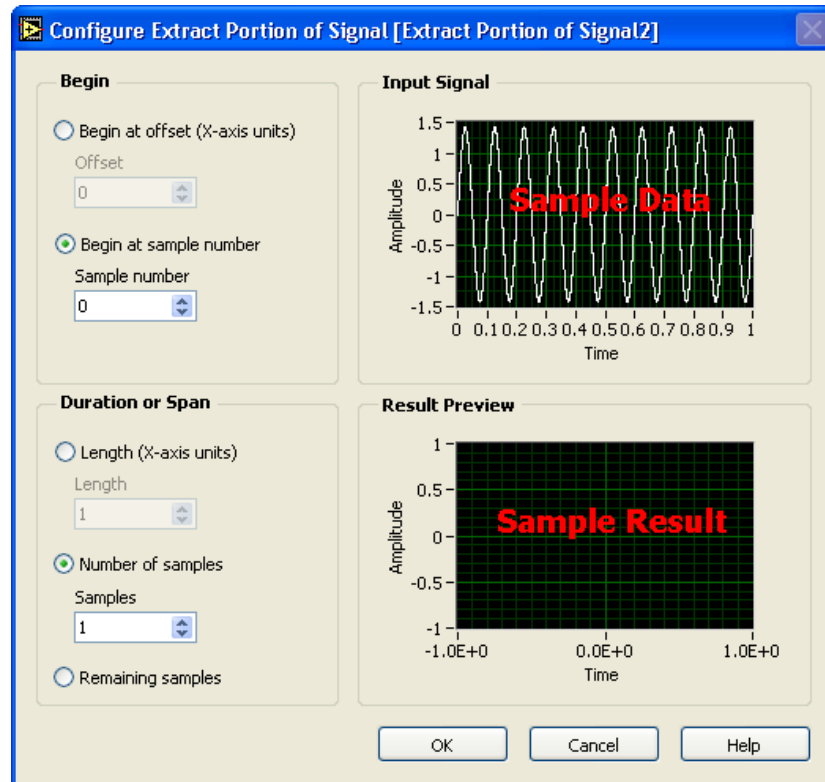 Configure Extract Portion of Signal [Extract Portion of Signal2]
Begin
Begin at offset (X-axis units)
Offset
0
Begin at sample number
Sample number
0
Input Signal
Amplitude
1.5
1
0.5
0
-0.5
-1
-1.5
Sample Data
0 0.1 0.2 0.3 0.4 0.5 0.6 0.7 0.8 0.9 1
Time
Duration or Span
Length (X-axis units)
Length
1
Number of samples
Samples
1
Remaining samples
Result Preview
Amplitude
1
0.5
0
-0.5
-1
Sample Result
-1.0E+0 0.0E+0 1.0E+0
Time
OK Cancel Help